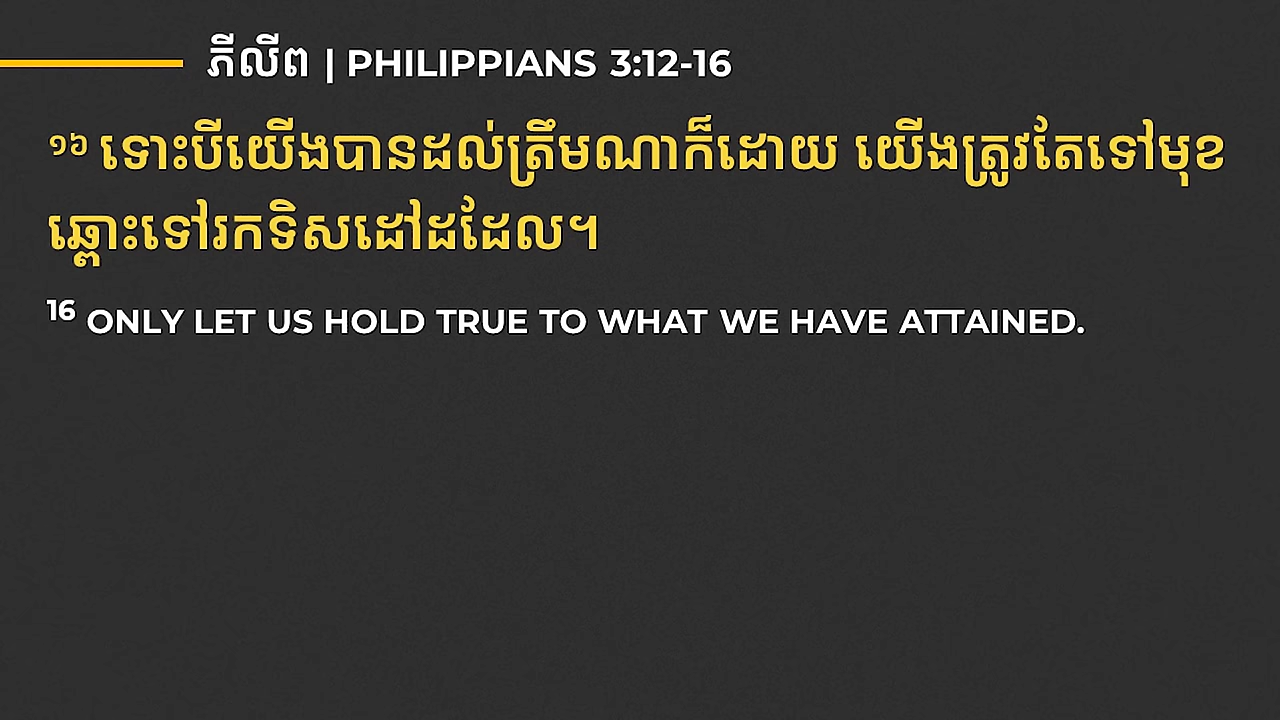 ភីលីព | PHILIPPIANS 3:12-16
១៦ ទោះបីយើងបានដល់ត្រឹមណាក៏ដោយ យើងត្រូវតែទៅមុខ
ឆ្ពោះទៅរកទិសដៅដដែល។
16 ONLY LET US HOLD TRUE TO WHAT WE HAVE ATTAINED.